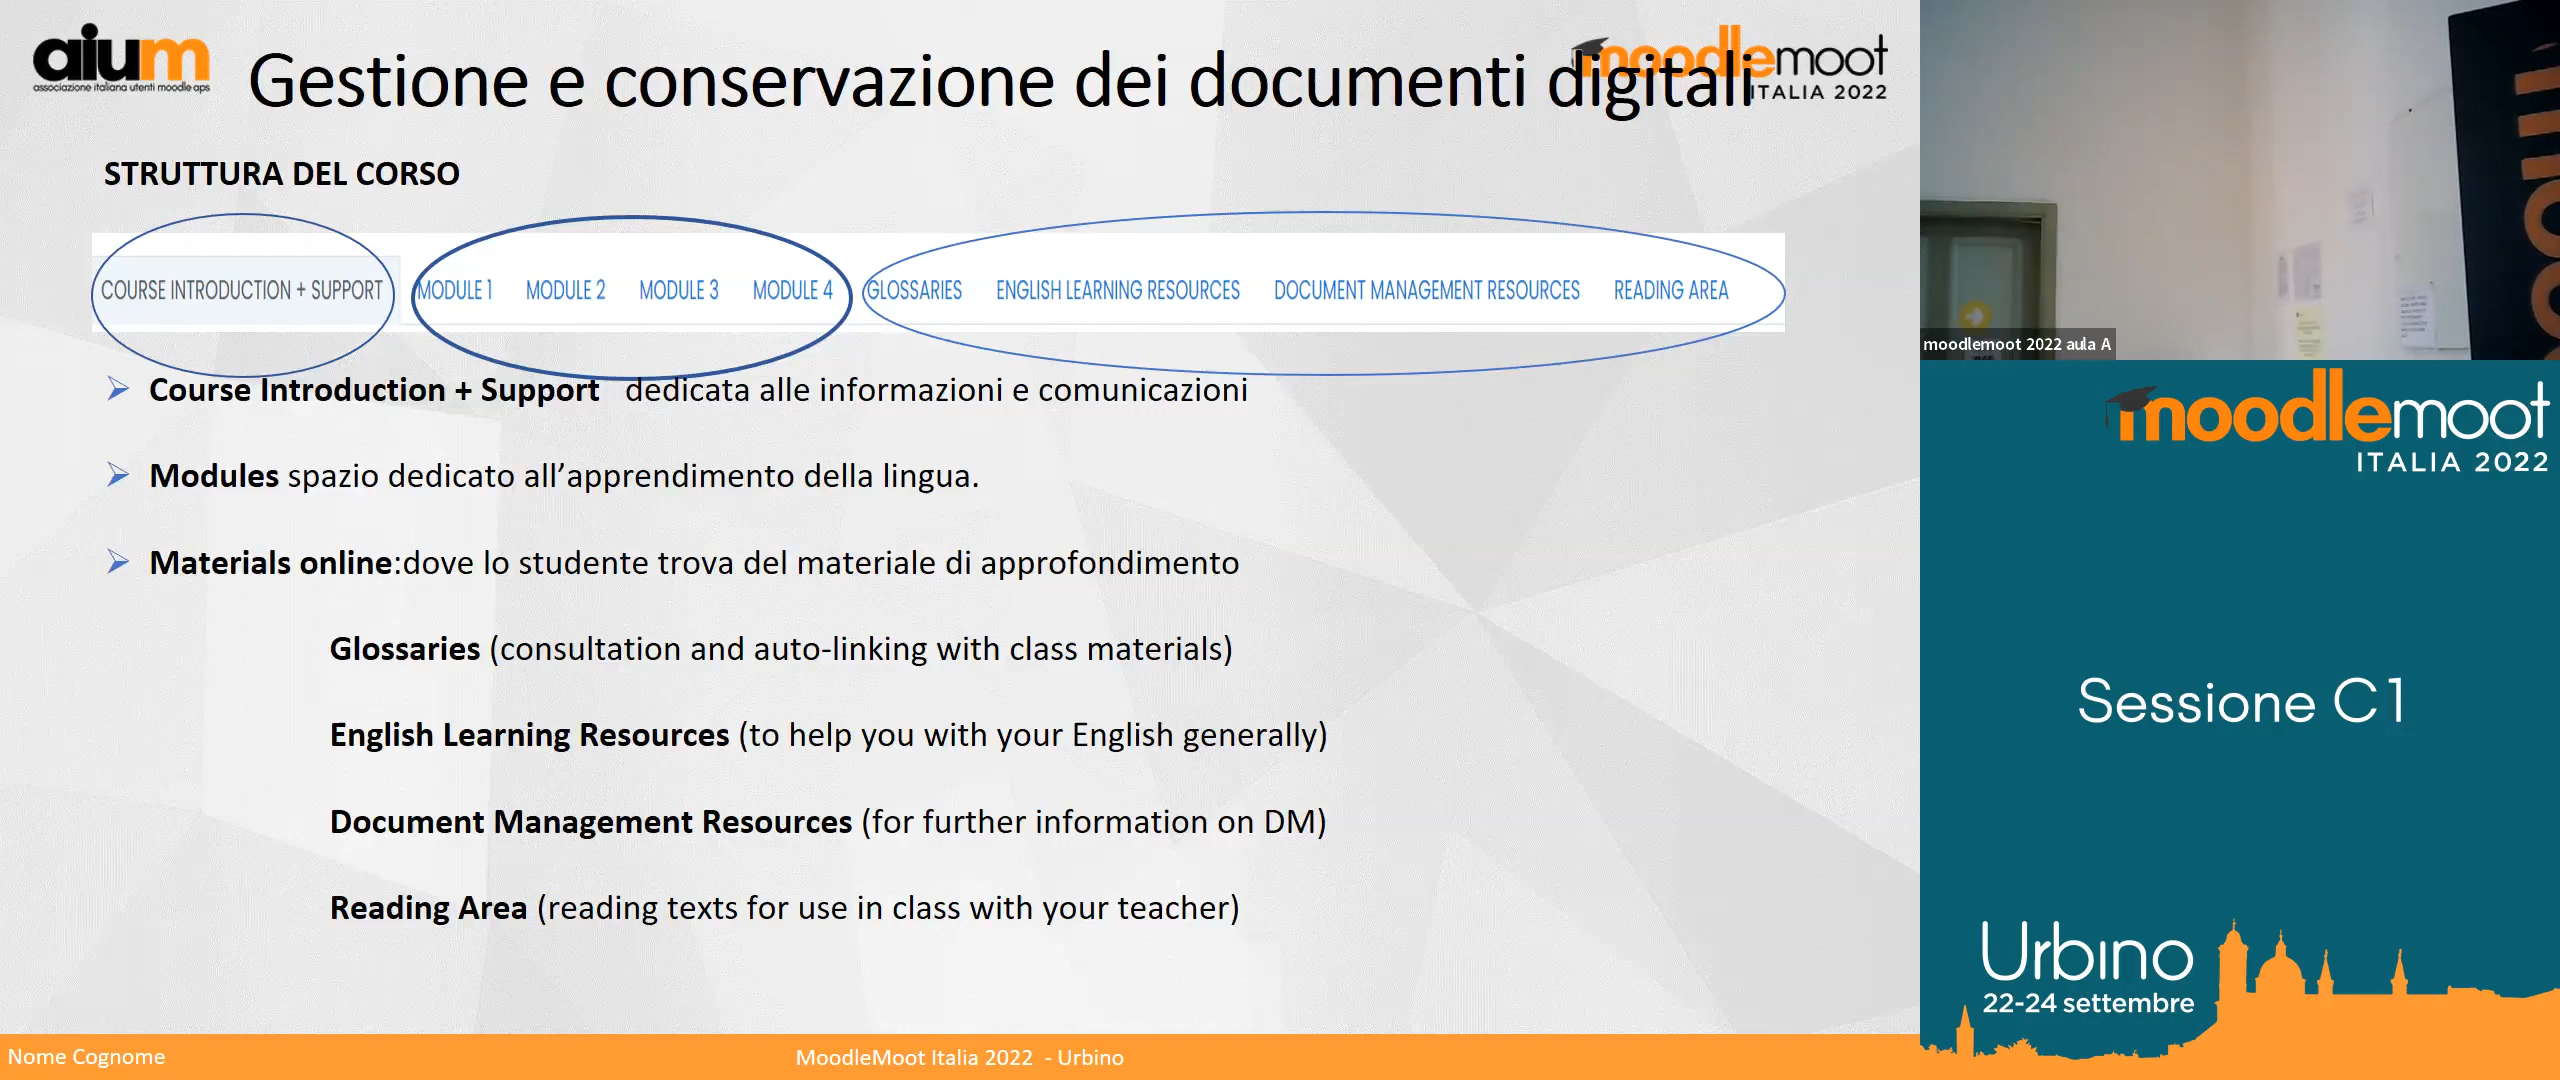 aium
associazione italiana utenti moodle aps
Gestione e conservazione dei documenti digitali
moodlemoot
ITALIA 2022
STRUTTURA DEL CORSO
COURSE INTRODUCTION + SUPPORT MODULE 1 MODULE 2 MODULE 3 MODULE 4 GLOSSARIES ENGLISH LEARNING RESOURCES DOCUMENT MANAGEMENT RESOURCES READING AREA
Course Introduction + Support dedicata alle informazioni e comunicazioni
Modules spazio dedicato all’apprendimento della lingua.
Materials online:dove lo studente trova del materiale di approfondimento
Glossaries (consultation and auto-linking with class materials)
English Learning Resources (to help you with your English generally)
Document Management Resources (for further information on DM)
Reading Area (reading texts for use in class with your teacher)
Nome Cognome
MoodleMoot Italia 2022 - Urbino
moodlemoot 2022 aula A
moodlemoot
ITALIA 2022
Sessione C1
Urbino
22-24 settembre